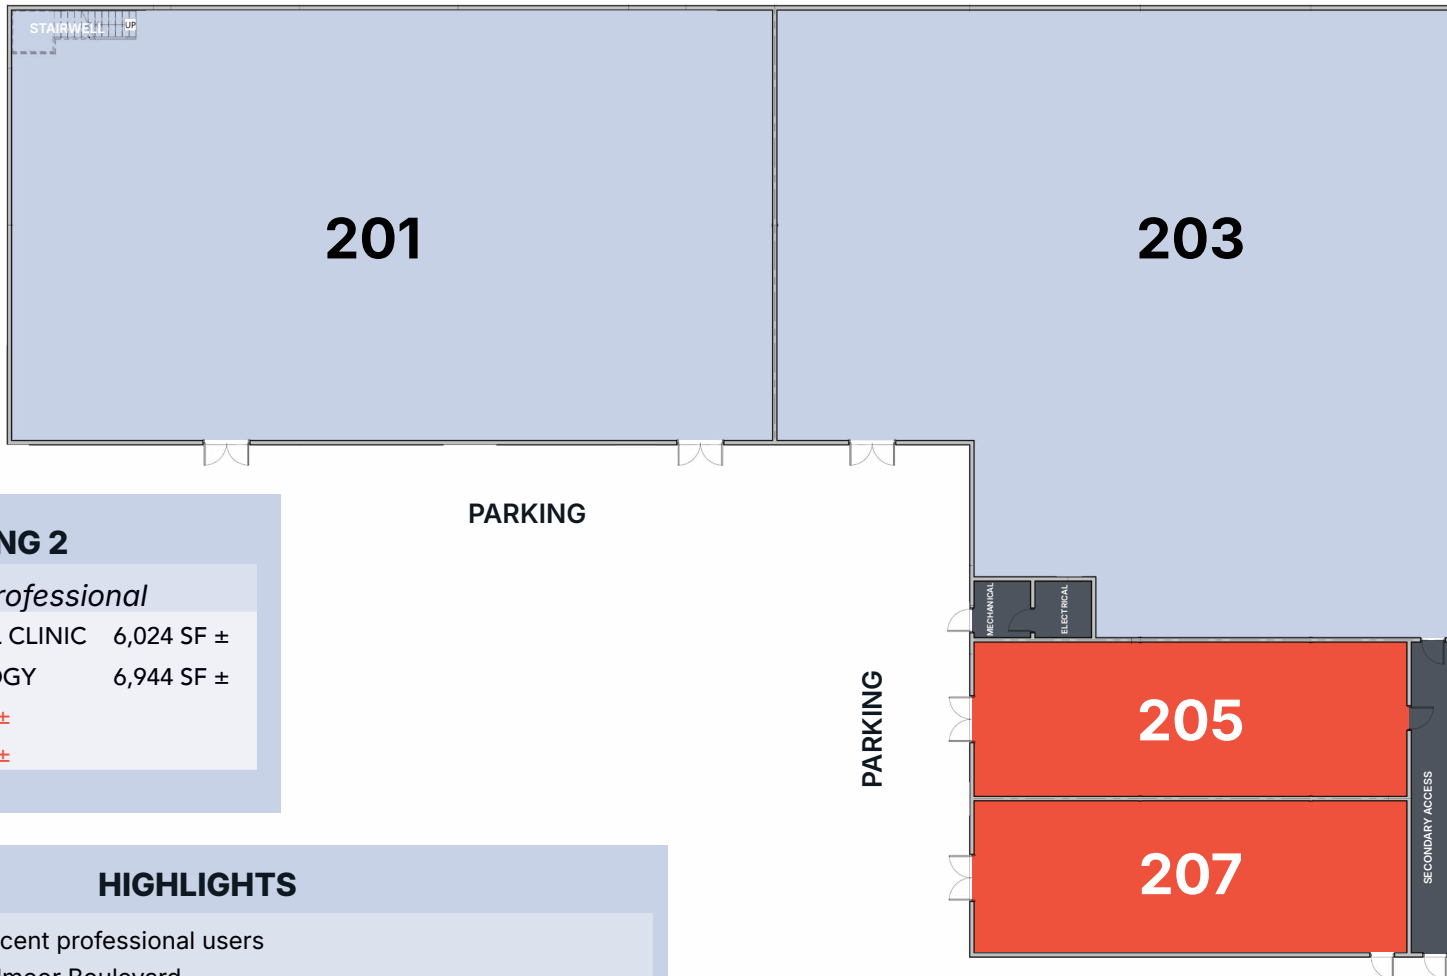 STAIRWELL UP
201
203
PARKING
NG 2
rofessional
CLINIC 6,024 SF ±
OGY 6,944 SF ±
±
±
MECHANICAL
ELECTRICAL
PARKING
205
207
SECONDARY ACCESS
HIGHLIGHTS
cent professional users
Boulevard